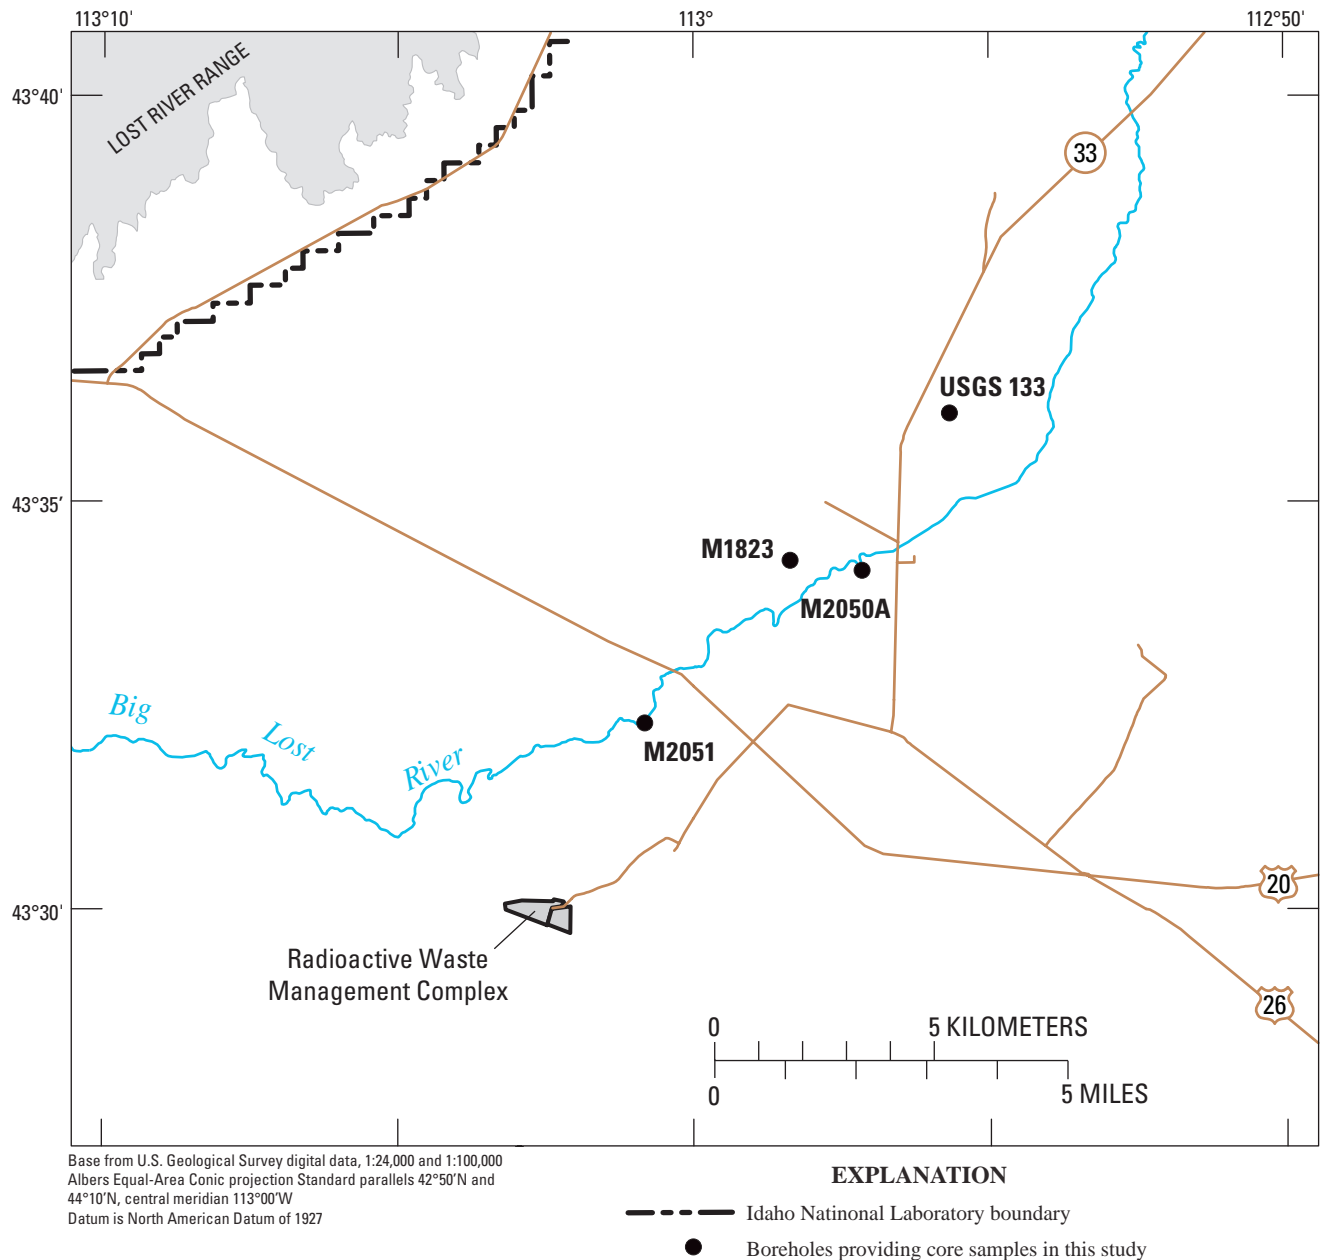 113°10'
113°
112°50'
43°40'
LOST RIVER RANGE
33
USGS 133
43°35'
M1823
M2050A
Big
Lost
River
M2051
20
43°30'
Radioactive Waste
Management Complex
26
0
5 KILOMETERS
0
5 MILES
Base from U.S. Geological Survey digital data, 1:24,000 and 1:100,000
Albers Equal-Area Conic projection Standard parallels 42°50'N and
44°10'N, central meridian 113°00'W
Datum is North American Datum of 1927
EXPLANATION
Idaho Natinonal Laboratory boundary
Boreholes providing core samples in this study